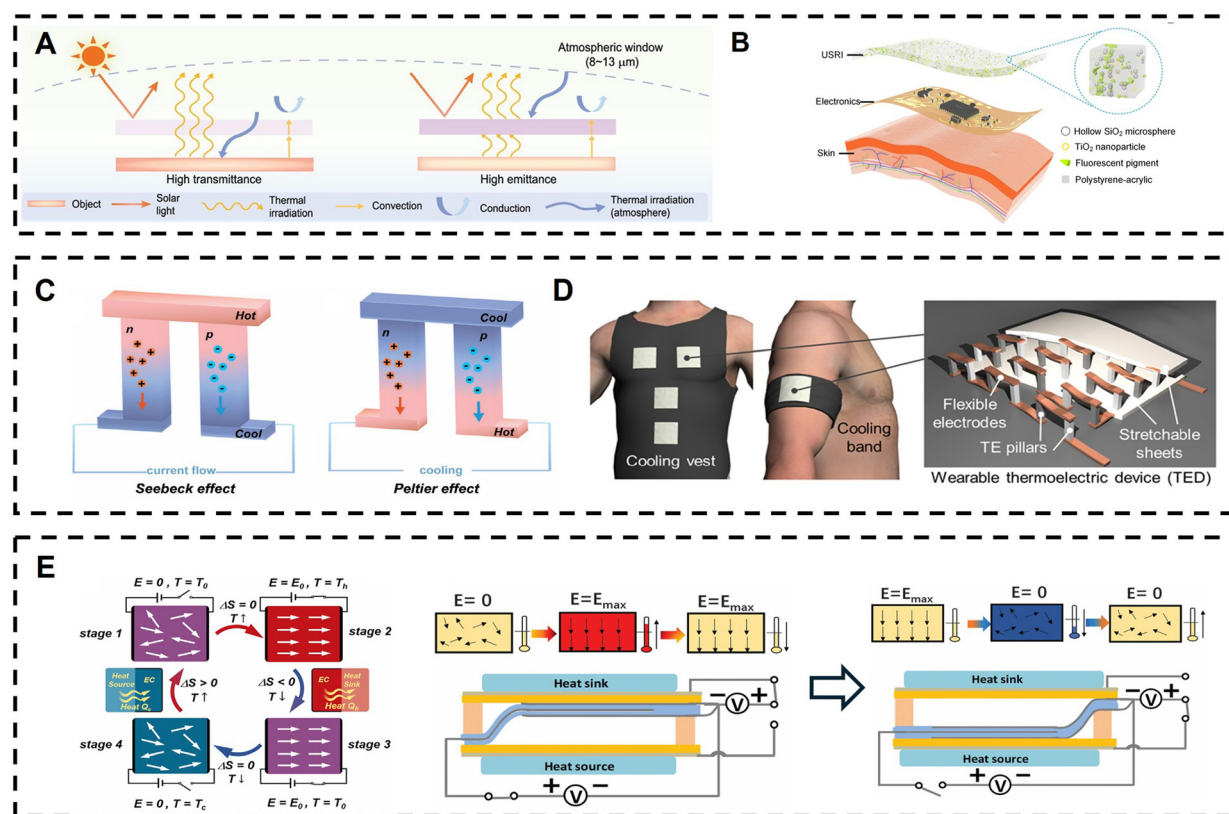 A
Atmospheric window
(8~13 μm)
High transmittance
High emittance
Object
Solar
light
Thermal
irradiation
Convection
Conduction
Thermal irradiation
(atmosphere)
B
USRI
Electronics
Skin
Hollow SiO₂ microsphere
TiO₂ nanoparticle
Fluorescent pigment
Polystyrene-acrylic
C
Hot
n
p
Cool
current flow
Seebeck effect
Cool
n
p
Hot
cooling
Peltier effect
D
Cooling vest
Cooling
band
Flexible
electrodes
TE pillars
Stretchable
sheets
Wearable thermoelectric device (TED)
E
E = 0 , T = T₀
E = E₀ , T = Tₕ
ΔS = 0
T↑
stage 1
stage 2
Heat
Source
EC
Heat Q꜀
ΔS > 0
T↑
ΔS < 0
T↓
EC
Heat
Sink
Heat Qₕ
stage 4
stage 3
ΔS = 0
T↓
E = 0, T = T꜀
E = E₀, T = T₀
E= 0
E=Eₘₐₓ
E=Eₘₐₓ
Heat sink
− V +
Heat source
+ V −
E=Eₘₐₓ
E= 0
E= 0
Heat sink
− V +
Heat source
+ V −